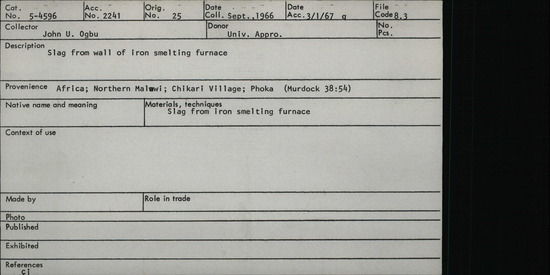 Cat. No. 5-4596 Acc. No. 2241 Orig. No. 25 Date Coll. Sept., 1966 Date Acc. 3/1/67 g File Code 8.3
Collector John U. Ogbu Donor Univ. Appro. No. Pcs.
Description
Slag from wall of iron smelting furnace
Provenience Africa; Northern Malawi; Chikari Village; Phoka (Murdock 38:54)
Native name and meaning Materials, techniques
Slag from iron smelting furnace
Context of use
Made by Role in trade
Photo
Published
Exhibited
References
ci